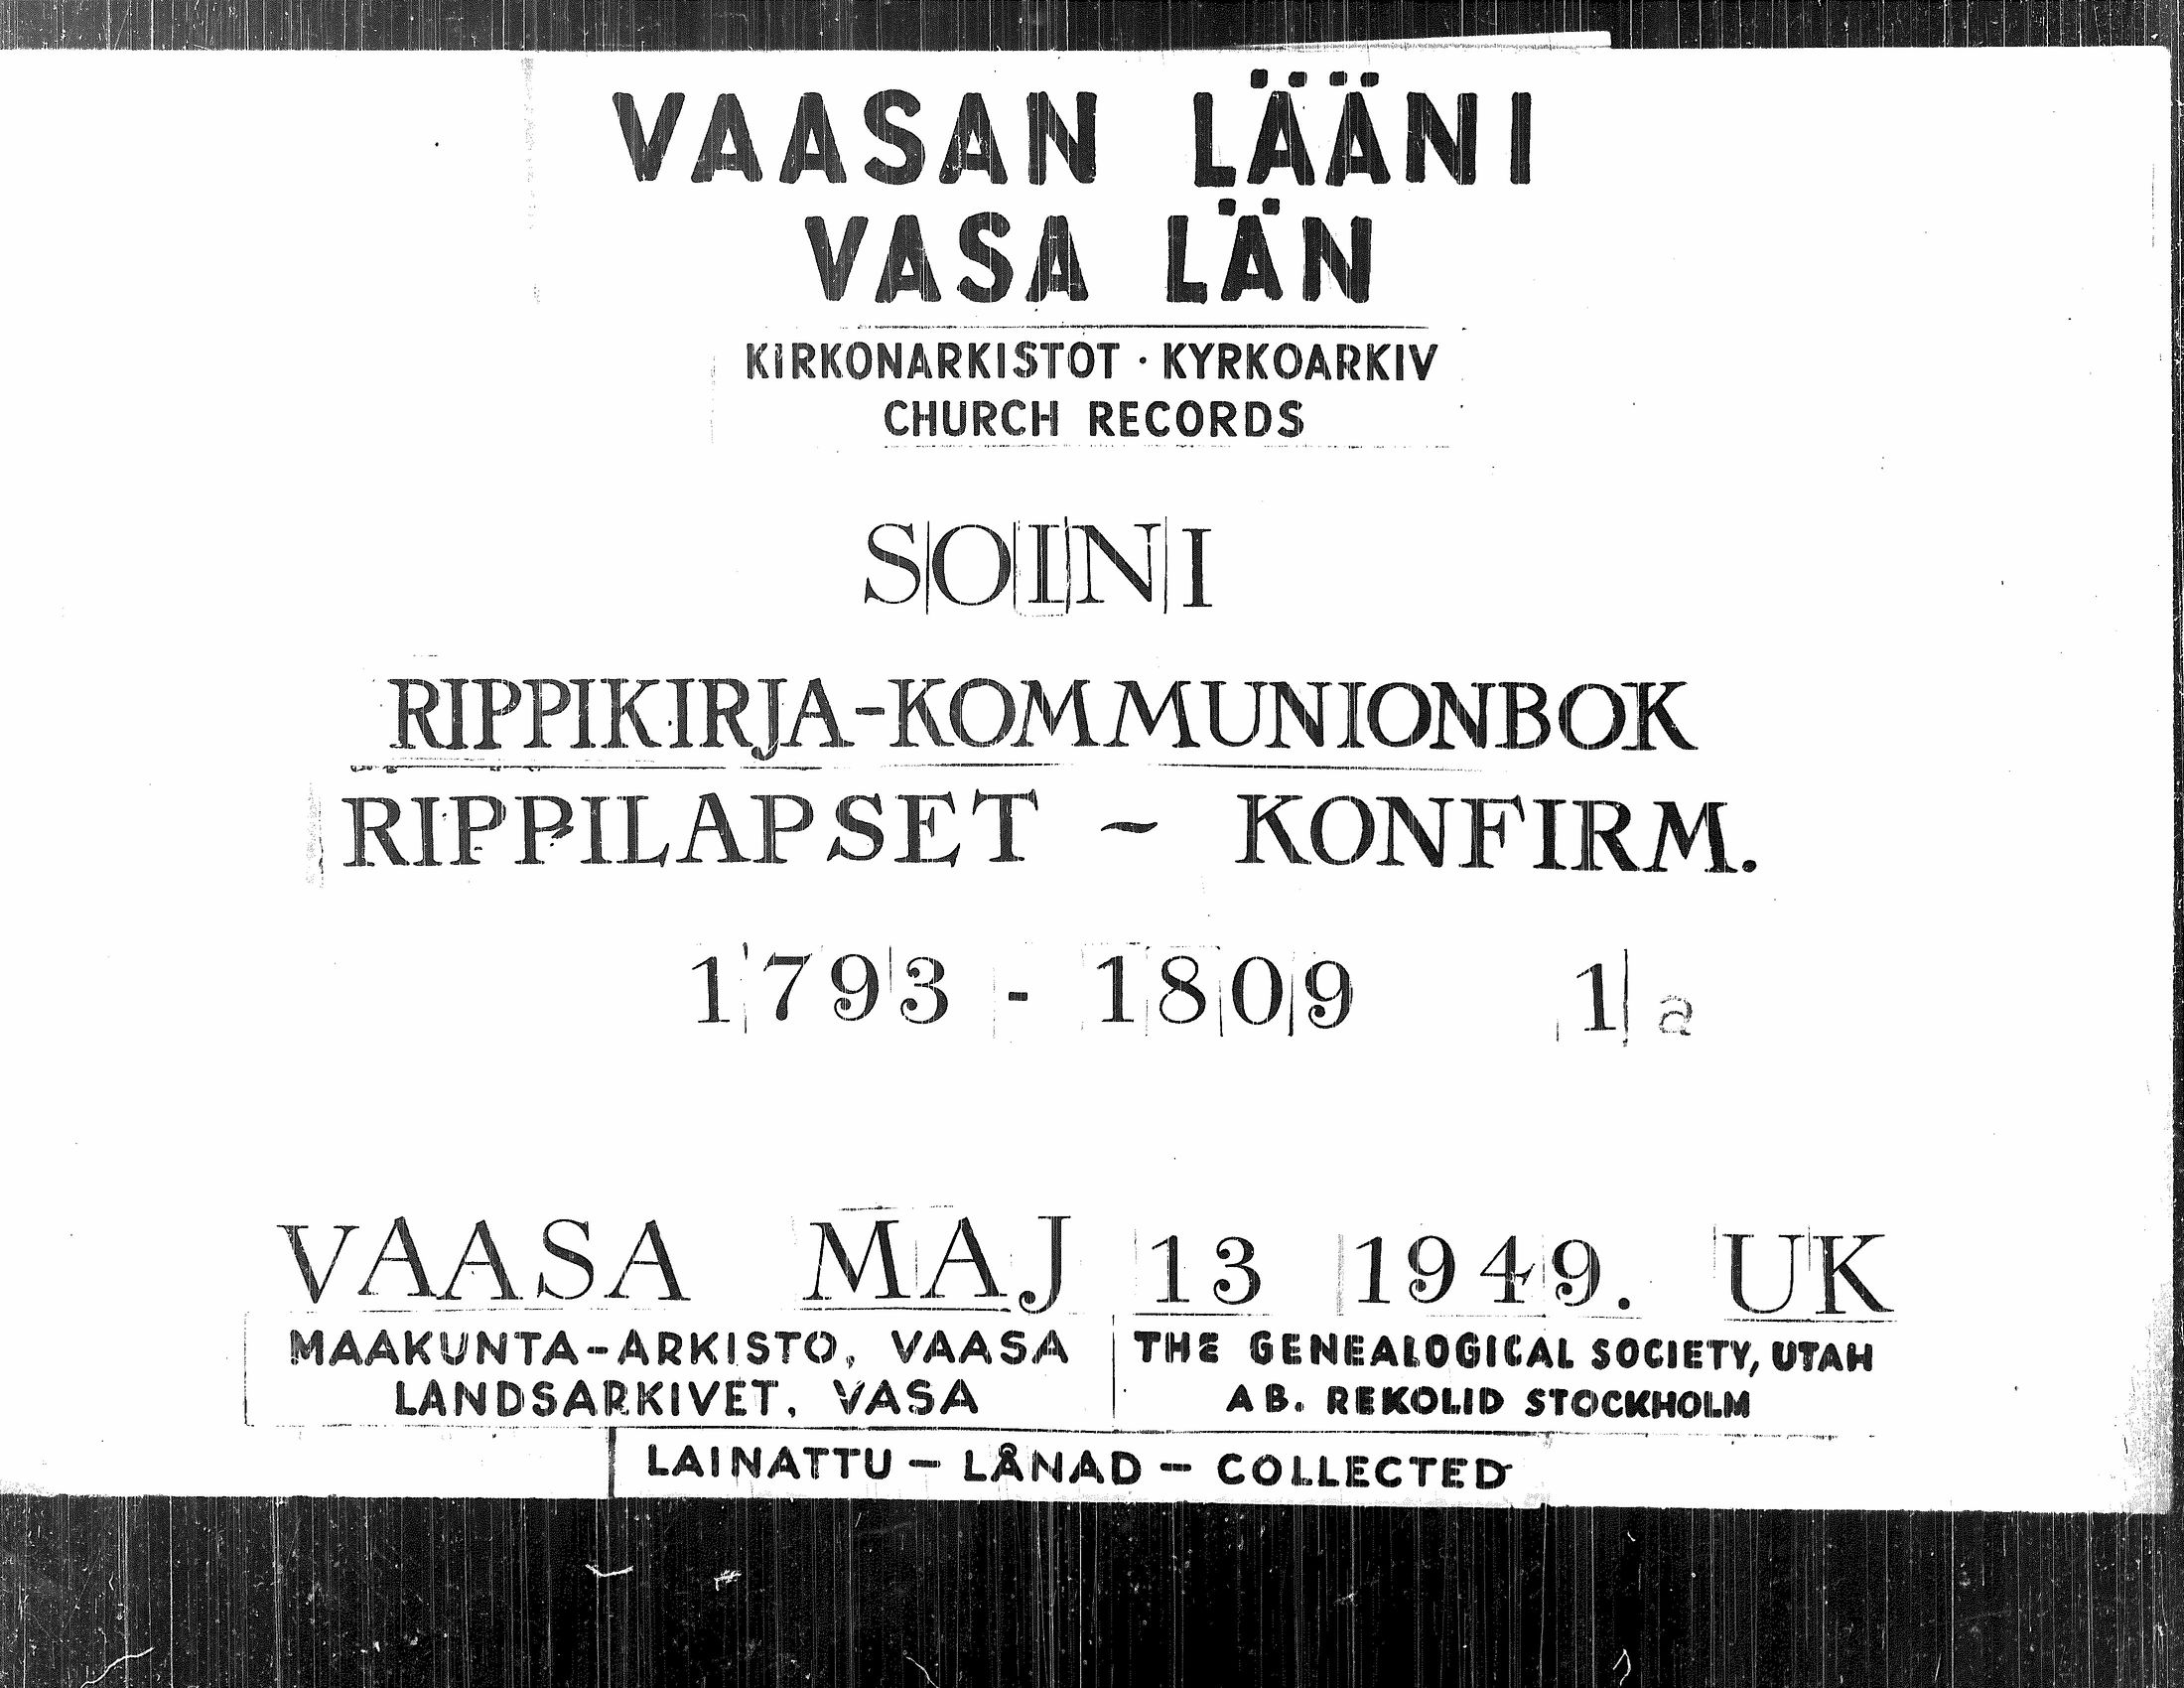 VAASAN LÄÄNI
VASA LÄN
KIRKONARKISTOT · KYRKOARKIV
CHURCH RECORDS
SOINI
RIPPIKIRJA-KOMMUNIONBOK
RIPPILAPSET - KONFIRM.
1793 - 1809 1 a
VAASA MAJ 13 1949. UK
MAAKUNTA-ARKISTO, VAASA
LANDSARKIVET, VASA
THE GENEALOGICAL SOCIETY, UTAH
AB. REKOLID STOCKHOLM
LAINATTU - LÅNAD - COLLECTED